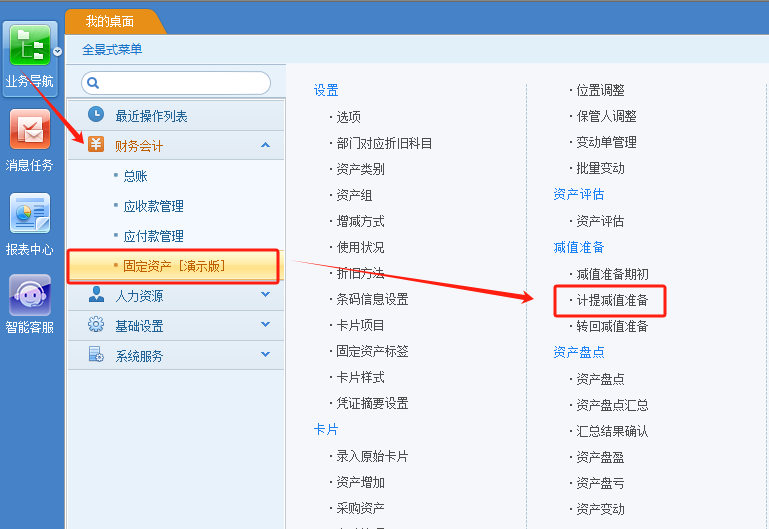 我的桌面
业务导航
消息任务
报表中心
智能客服
全景式菜单
最近操作列表
财务会计
总账
应收款管理
应付款管理
固定资产 [演示版]
人力资源
基础设置
系统服务
设置
·选项
·部门对应折旧科目
·资产类别
·资产组
·增减方式
·使用状况
·折旧方法
·条码信息设置
·卡片项目
·固定资产标签
·卡片样式
·凭证摘要设置
卡片
·录入原始卡片
·资产增加
·采购资产
·位置调整
·保管人调整
·变动单管理
·批量变动
资产评估
·资产评估
减值准备
·减值准备期初
·计提减值准备
·转回减值准备
资产盘点
·资产盘点
·资产盘点汇总
·汇总结果确认
·资产盘盈
·资产盘亏
·资产变动